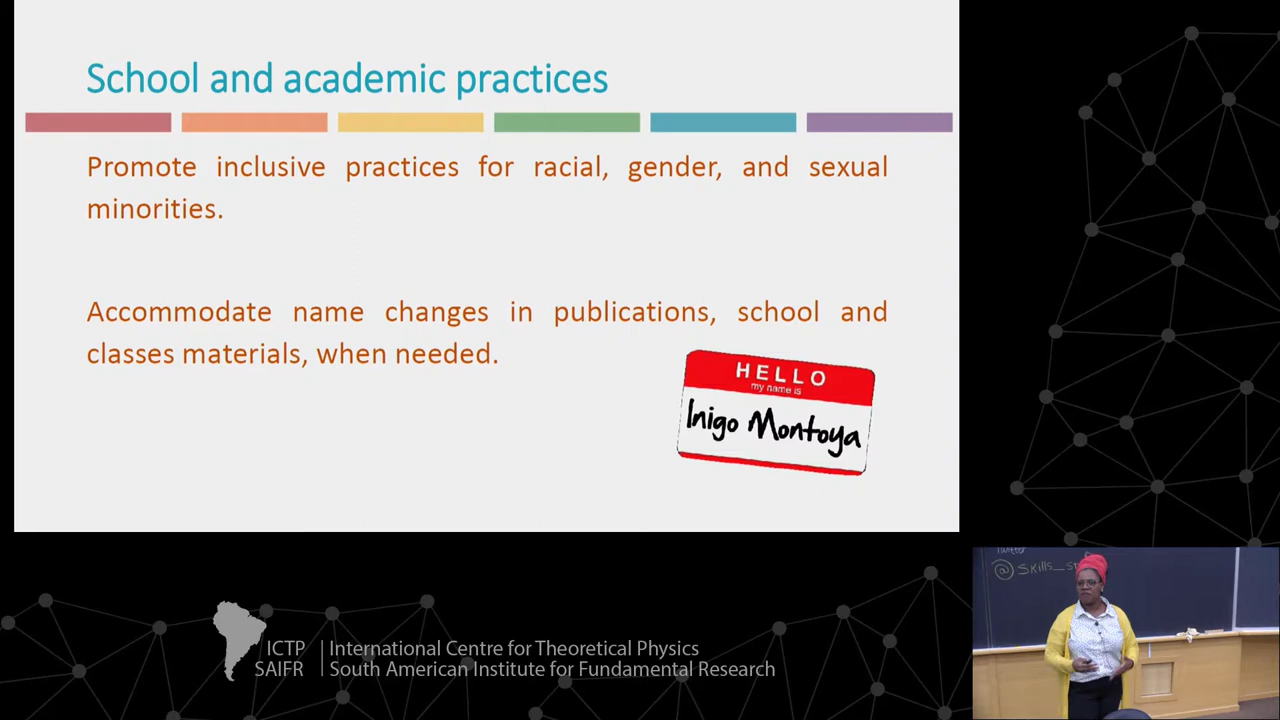 School and academic practices
Promote inclusive practices for racial, gender, and sexual
minorities.
Accommodate name changes in publications, school and
classes materials, when needed.
HELLO
my name is
Inigo Montoya
Twitter
ICTP
SAIFR
International Centre for Theoretical Physics
South American Institute for Fundamental Research